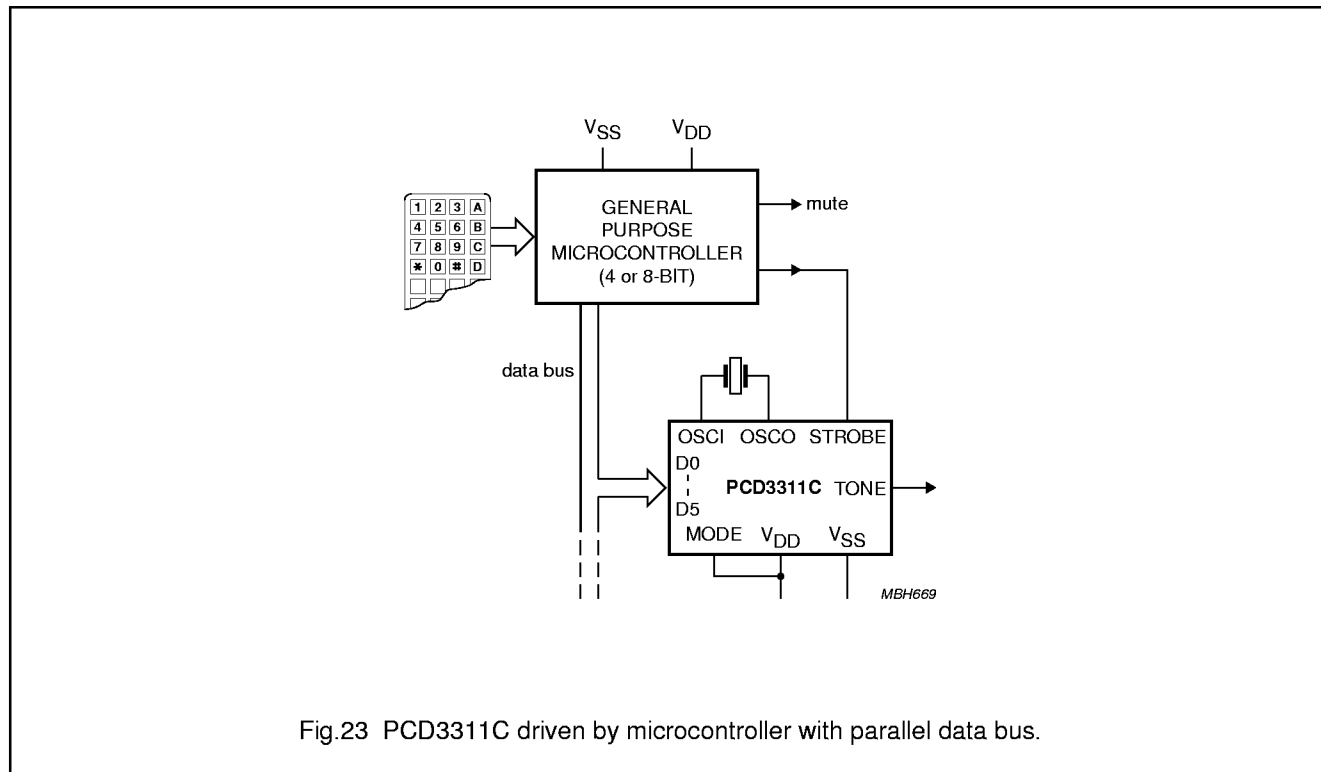 VSS VDD
1 2 3 A
4 5 6 B
7 8 9 C
* 0 # D
GENERAL
PURPOSE
MICROCONTROLLER
(4 or 8-BIT)
mute
data bus
OSCI OSCO STROBE
D0
D5
PCD3311C TONE
MODE VDD VSS
MBH669
Fig.23 PCD3311C driven by microcontroller with parallel data bus.